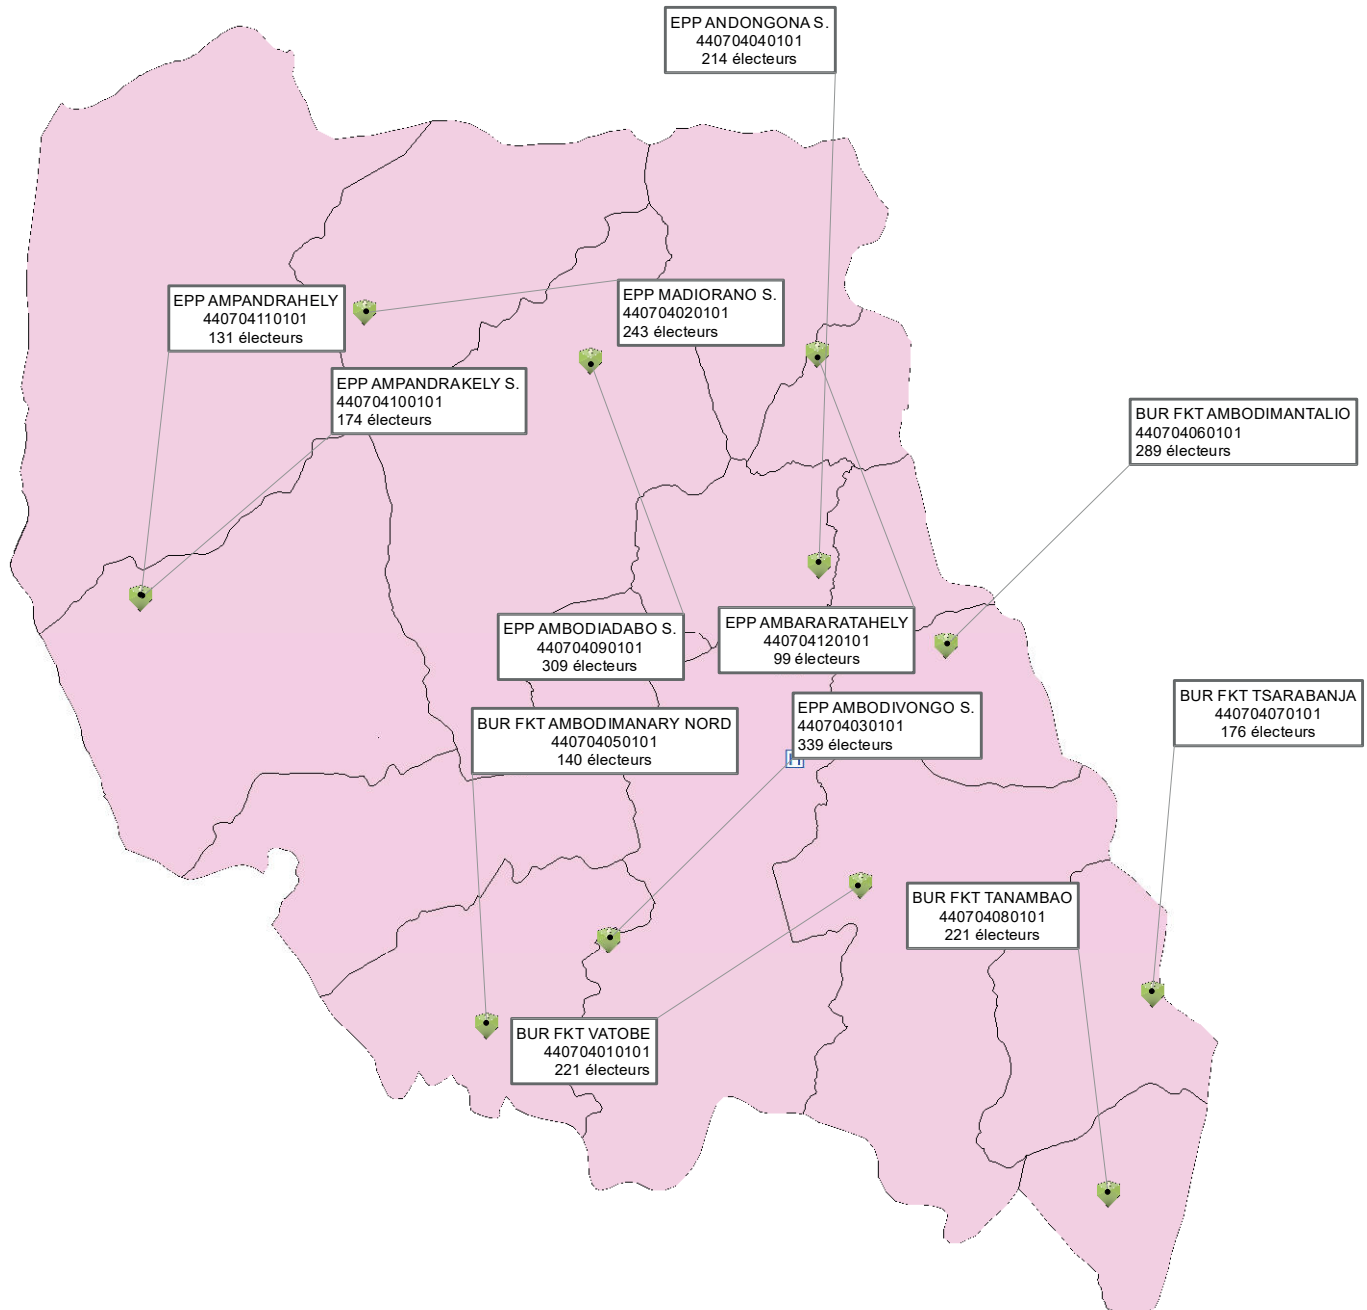 EPP ANDONGONA S.
440704040101
214 électeurs
EPP AMPANDRAHELY
440704110101
131 électeurs
EPP MADIORANO S.
440704020101
243 électeurs
EPP AMPANDRAKELY S.
440704100101
174 électeurs
BUR FKT AMBODIMANTALIO
440704060101
289 électeurs
EPP AMBODIADABO S.
440704090101
309 électeurs
EPP AMBARARATAHELY
440704120101
99 électeurs
BUR FKT TSARABANJA
440704070101
176 électeurs
EPP AMBODIVONGO S.
440704030101
339 électeurs
BUR FKT AMBODIMANARY NORD
440704050101
140 électeurs
BUR FKT TANAMBAO
440704080101
221 électeurs
BUR FKT VATOBE
440704010101
221 électeurs